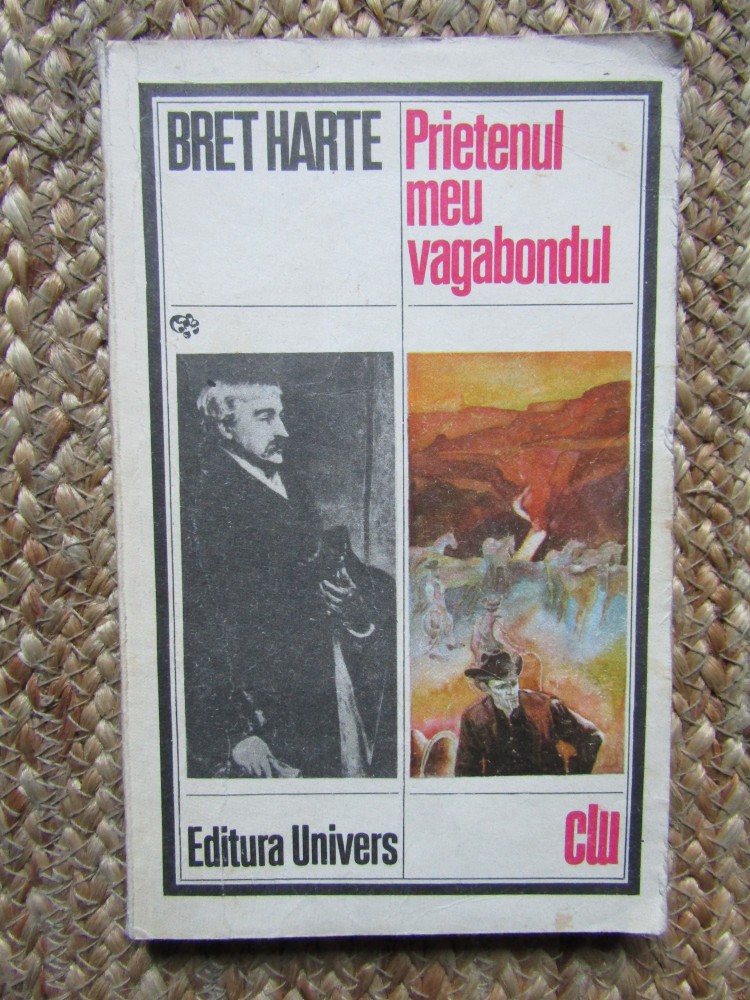 BRET HARTE
Prietenul
meu
vagabondul
Editura Univers
clu